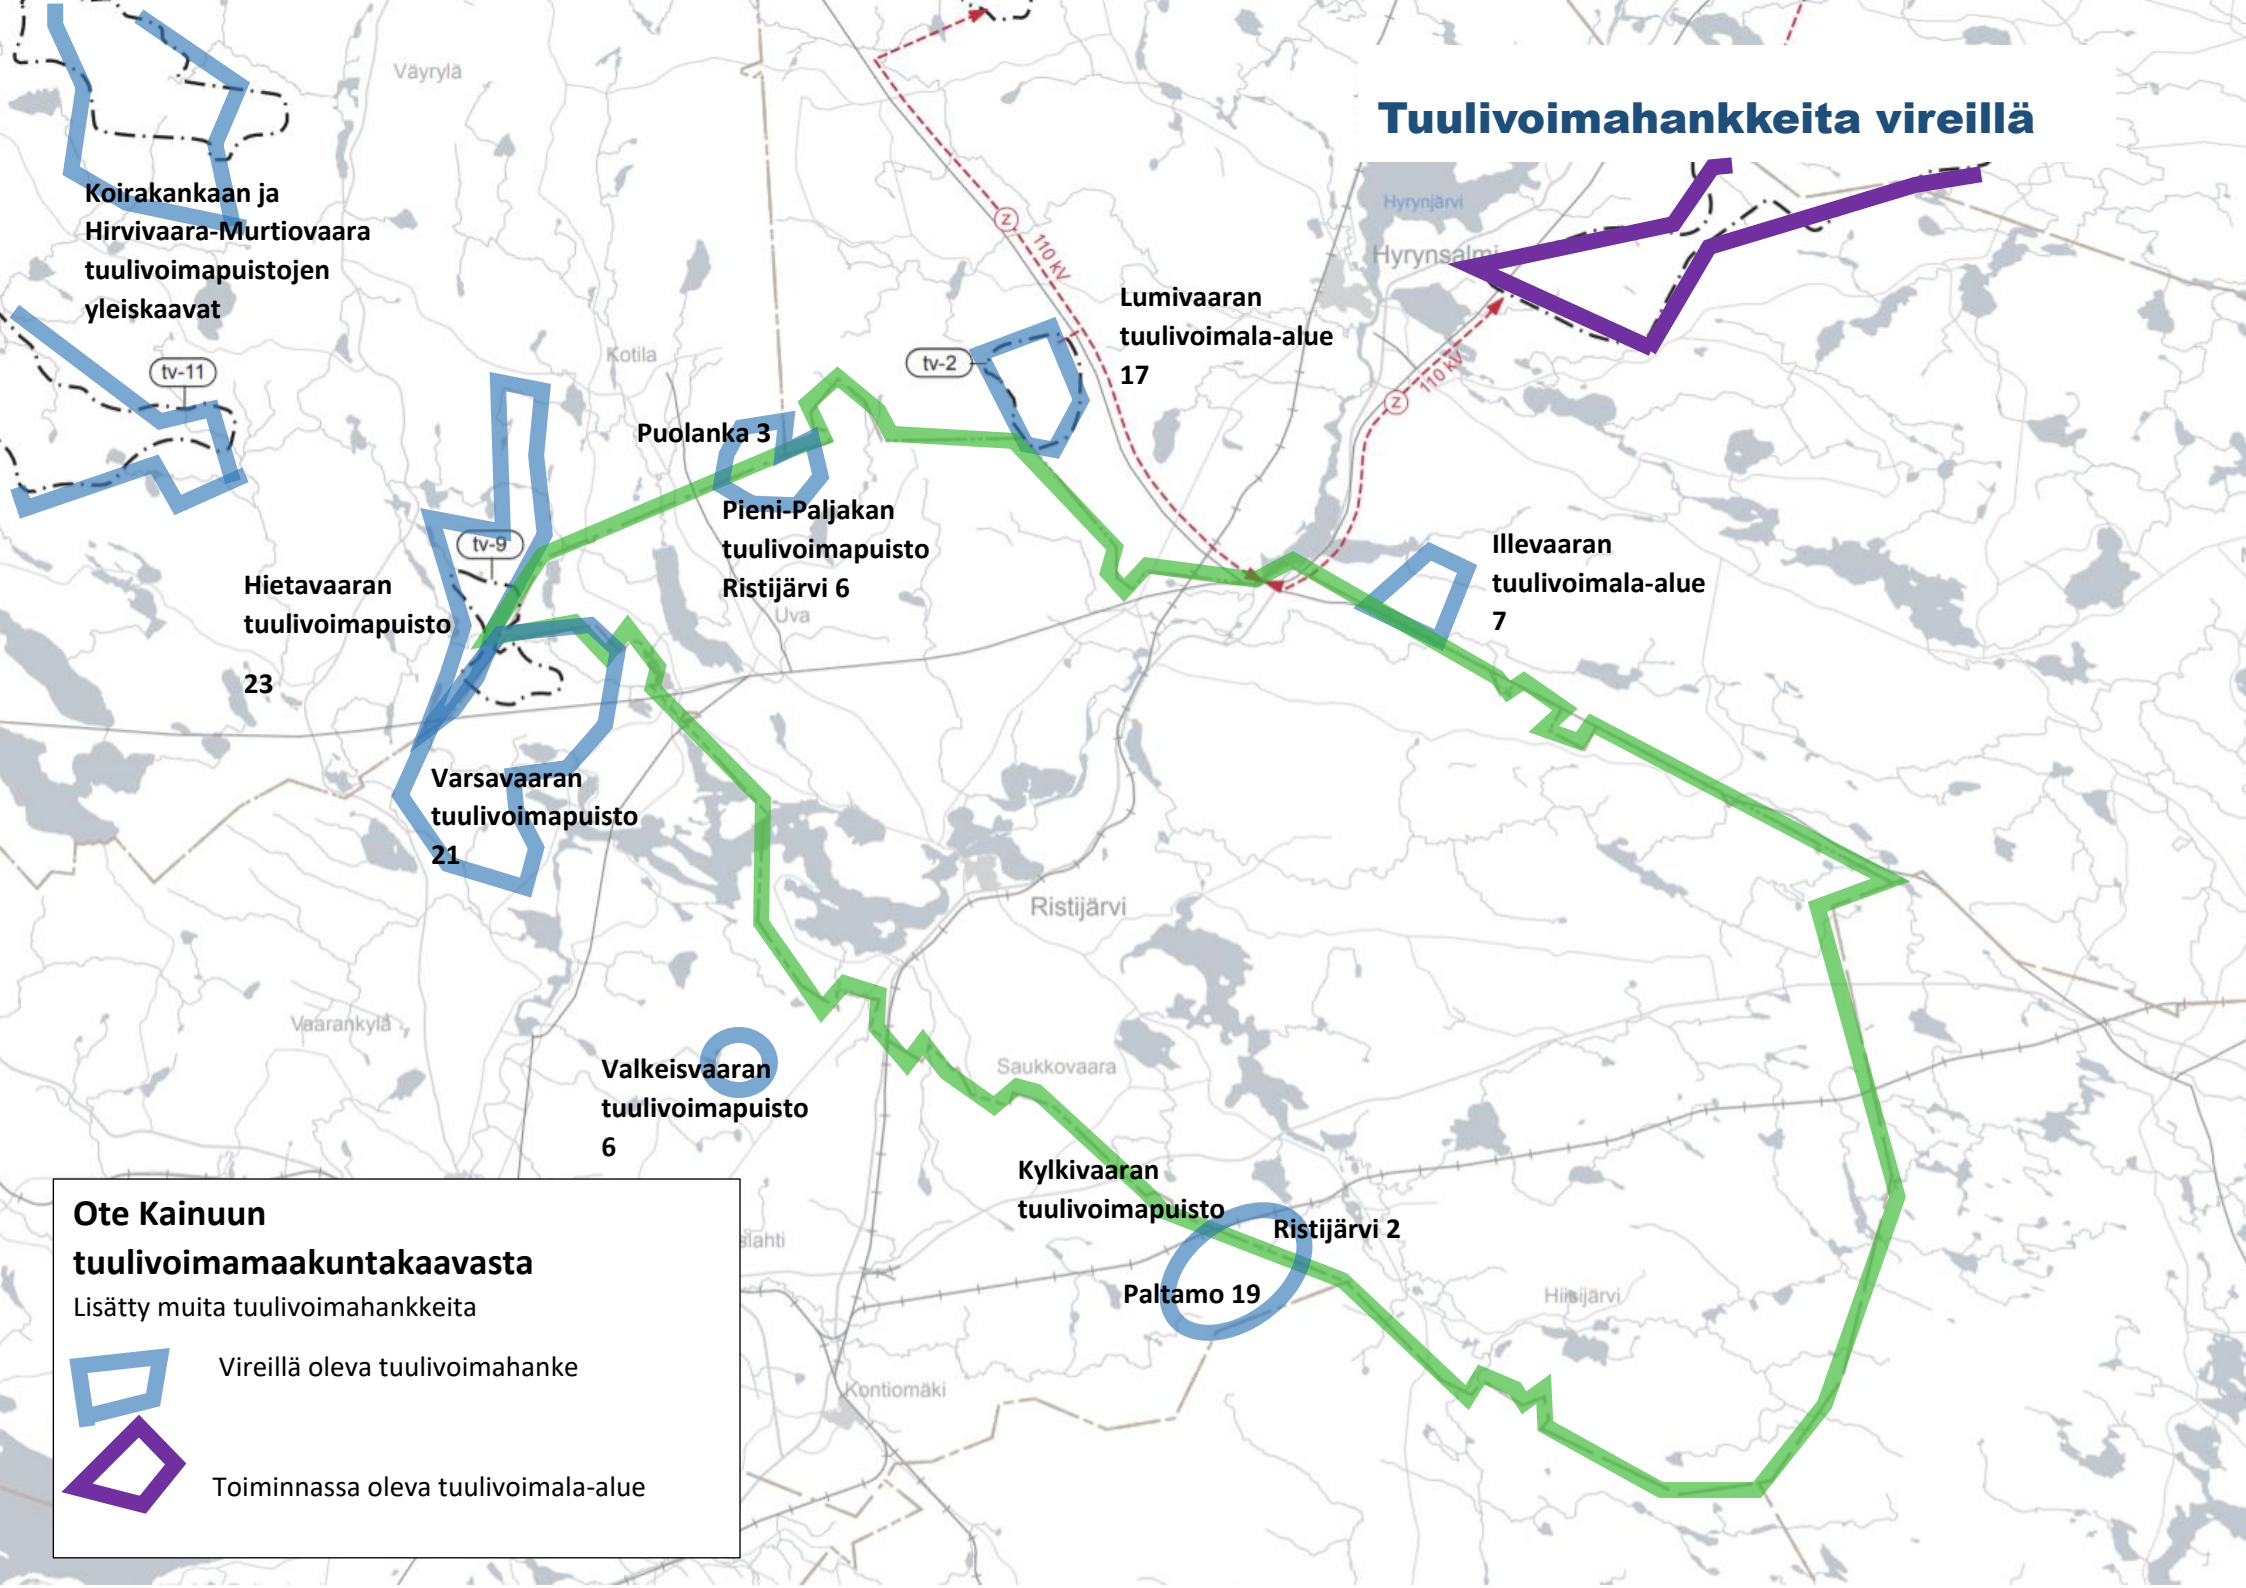 Väyrylä
Tuulivoimahankkeita vireillä
Koirakankaan ja
Hirvivaara-Murtiovaara
tuulivoimapuistojen
yleiskaavat
Hyrynjärvi
Hyrynsalmi
Z
110 kV
Lumivaaran
tuulivoimala-alue
17
Kotila
tv-11
tv-2
Z
110 kV
Puolanka 3
Pieni-Paljakan
tuulivoimapuisto
Ristijärvi 6
Uva
tv-9
Illevaaran
tuulivoimala-alue
7
Hietavaaran
tuulivoimapuisto
23
Varsavaaran
tuulivoimapuisto
21
Ristijärvi
Vaarankylä
Saukkovaara
Valkeisvaaran
tuulivoimapuisto
6
Kylkivaaran
tuulivoimapuisto
Ristijärvi 2
Paltamo 19
Hiisijärvi
slahti
Kontiomäki
Ote Kainuun
tuulivoimamaakuntakaavasta
Lisätty muita tuulivoimahankkeita
Vireillä oleva tuulivoimahanke
Toiminnassa oleva tuulivoimala-alue